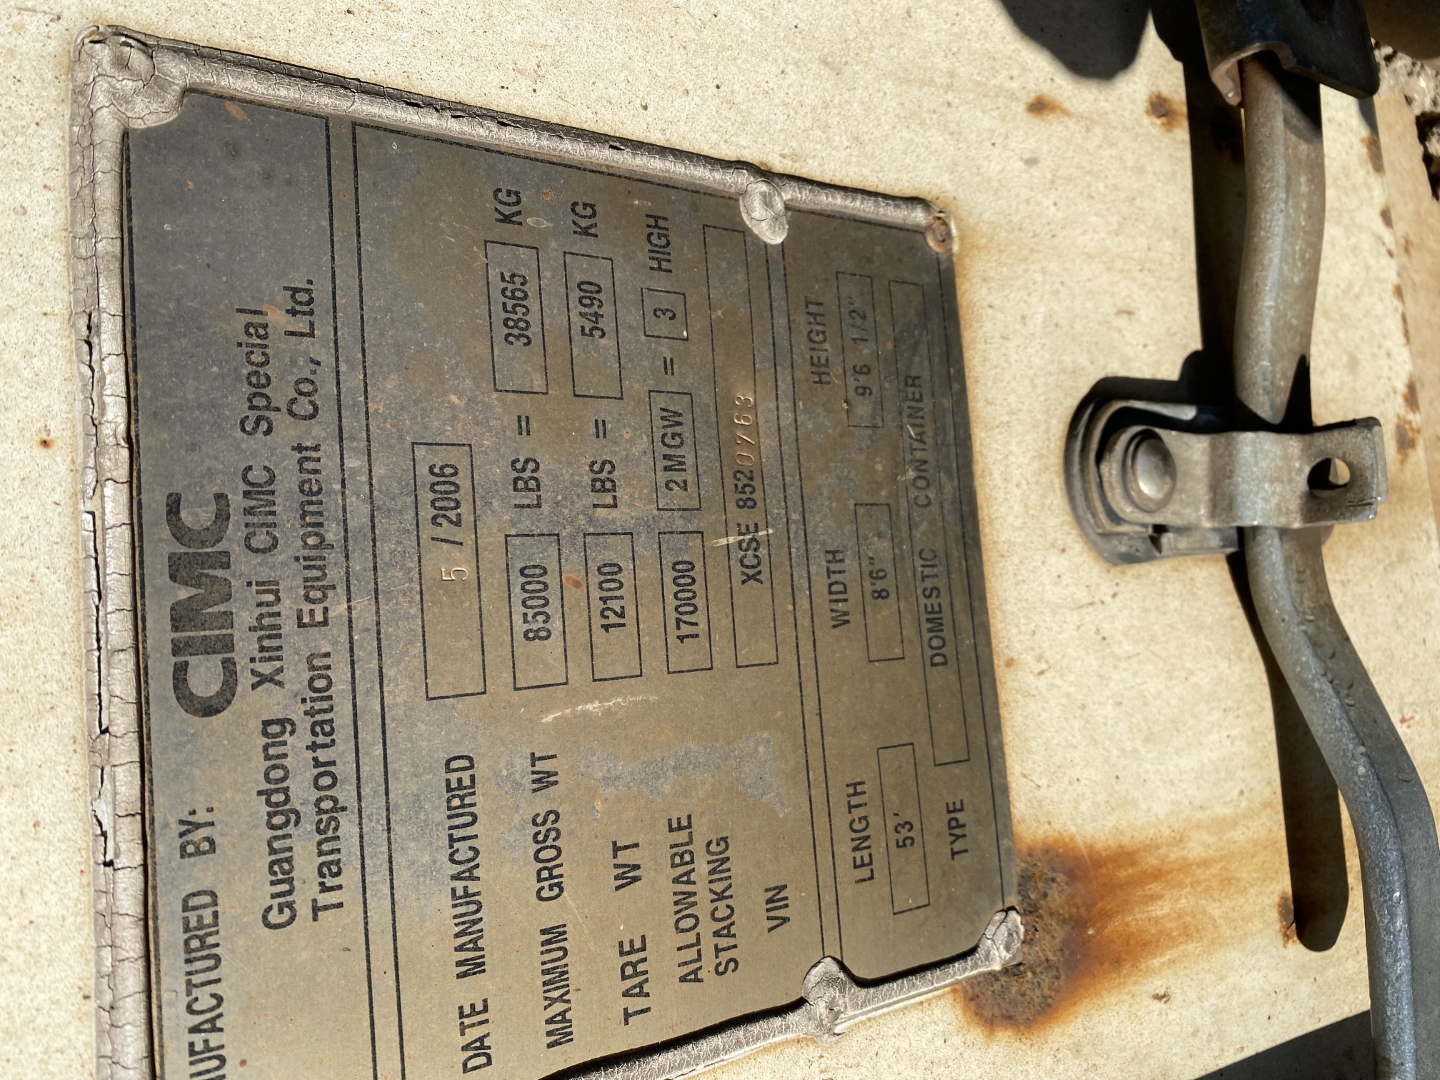 UFACTURED BY: CIMC
Guangdong Xinhui CIMC Special
Transportation Equipment Co., Ltd.
DATE MANUFACTURED 5 /2006
MAXIMUM GROSS WT 85000 LBS = 38565 KG
TARE WT 12100 LBS = 5490 KG
ALLOWABLE STACKING 170000 2MGW = 3 HIGH
VIN XCSE 8520763
LENGTH WIDTH HEIGHT
53' 8'6" 9'6 1/2"
TYPE DOMESTIC CONTAINER